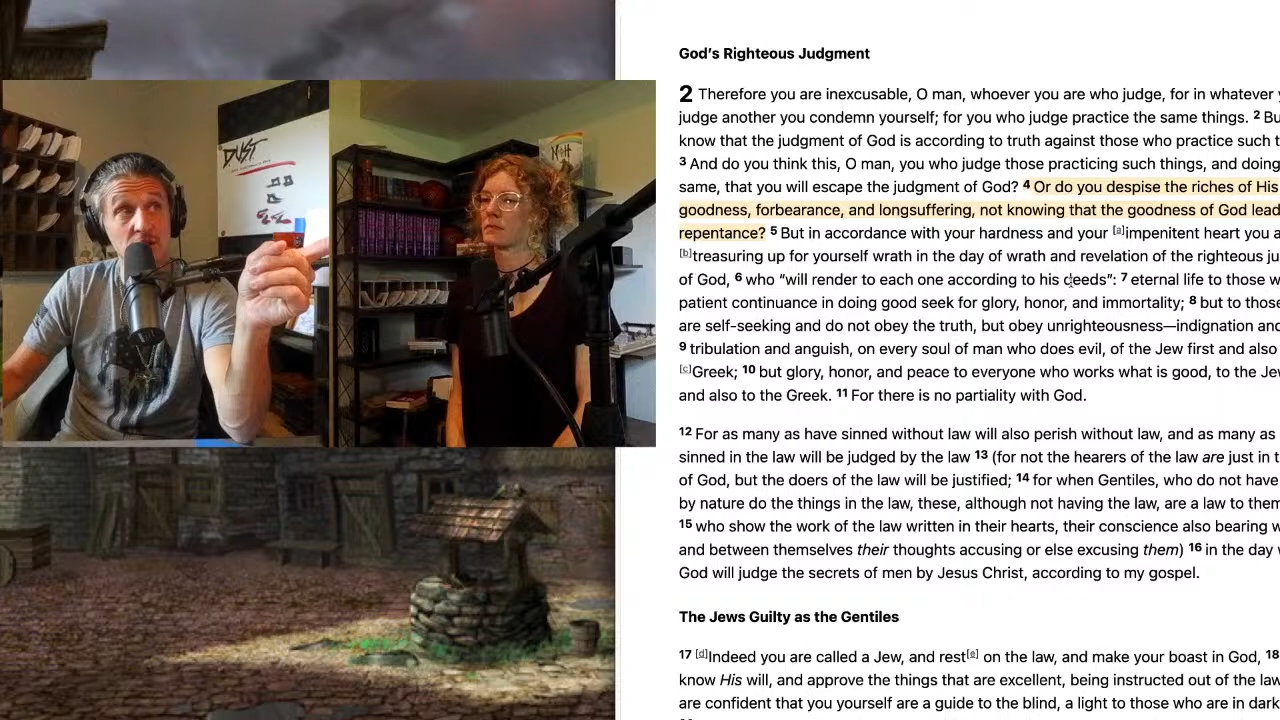 DUST
God's Righteous Judgment
2 Therefore you are inexcusable, O man, whoever you are who judge, for in whatever
judge another you condemn yourself; for you who judge practice the same things. 2
know that the judgment of God is according to truth against those who practice such
3 And do you think this, O man, you who judge those practicing such things, and doing
same, that you will escape the judgment of God? 4 Or do you despise the riches of His
goodness, forbearance, and longsuffering, not knowing that the goodness of God
repentance? 5 But in accordance with your hardness and your [a]impenitent heart you
[b]treasuring up for yourself wrath in the day of wrath and revelation of the righteous
of God, 6 who “will render to each one according to his deeds”: 7 eternal life to those
patient continuance in doing good seek for glory, honor, and immortality; 8 but to those
are self-seeking and do not obey the truth, but obey unrighteousness—indignation
9 tribulation and anguish, on every soul of man who does evil, of the Jew first and also
[c]Greek; 10 but glory, honor, and peace to everyone who works what is good, to the
and also to the Greek. 11 For there is no partiality with God.
12 For as many as have sinned without law will also perish without law, and as many as
sinned in the law will be judged by the law 13 (for not the hearers of the law are just in
of God, but the doers of the law will be justified; 14 for when Gentiles, who do not have
by nature do the things in the law, these, although not having the law, are a law to
15 who show the work of the law written in their hearts, their conscience also bearing
and between themselves their thoughts accusing or else excusing them) 16 in the day
God will judge the secrets of men by Jesus Christ, according to my gospel.
The Jews Guilty as the Gentiles
17 [d]Indeed you are called a Jew, and rest[e] on the law, and make your boast in God, 18
know His will, and approve the things that are excellent, being instructed out of the law
are confident that you yourself are a guide to the blind, a light to those who are in